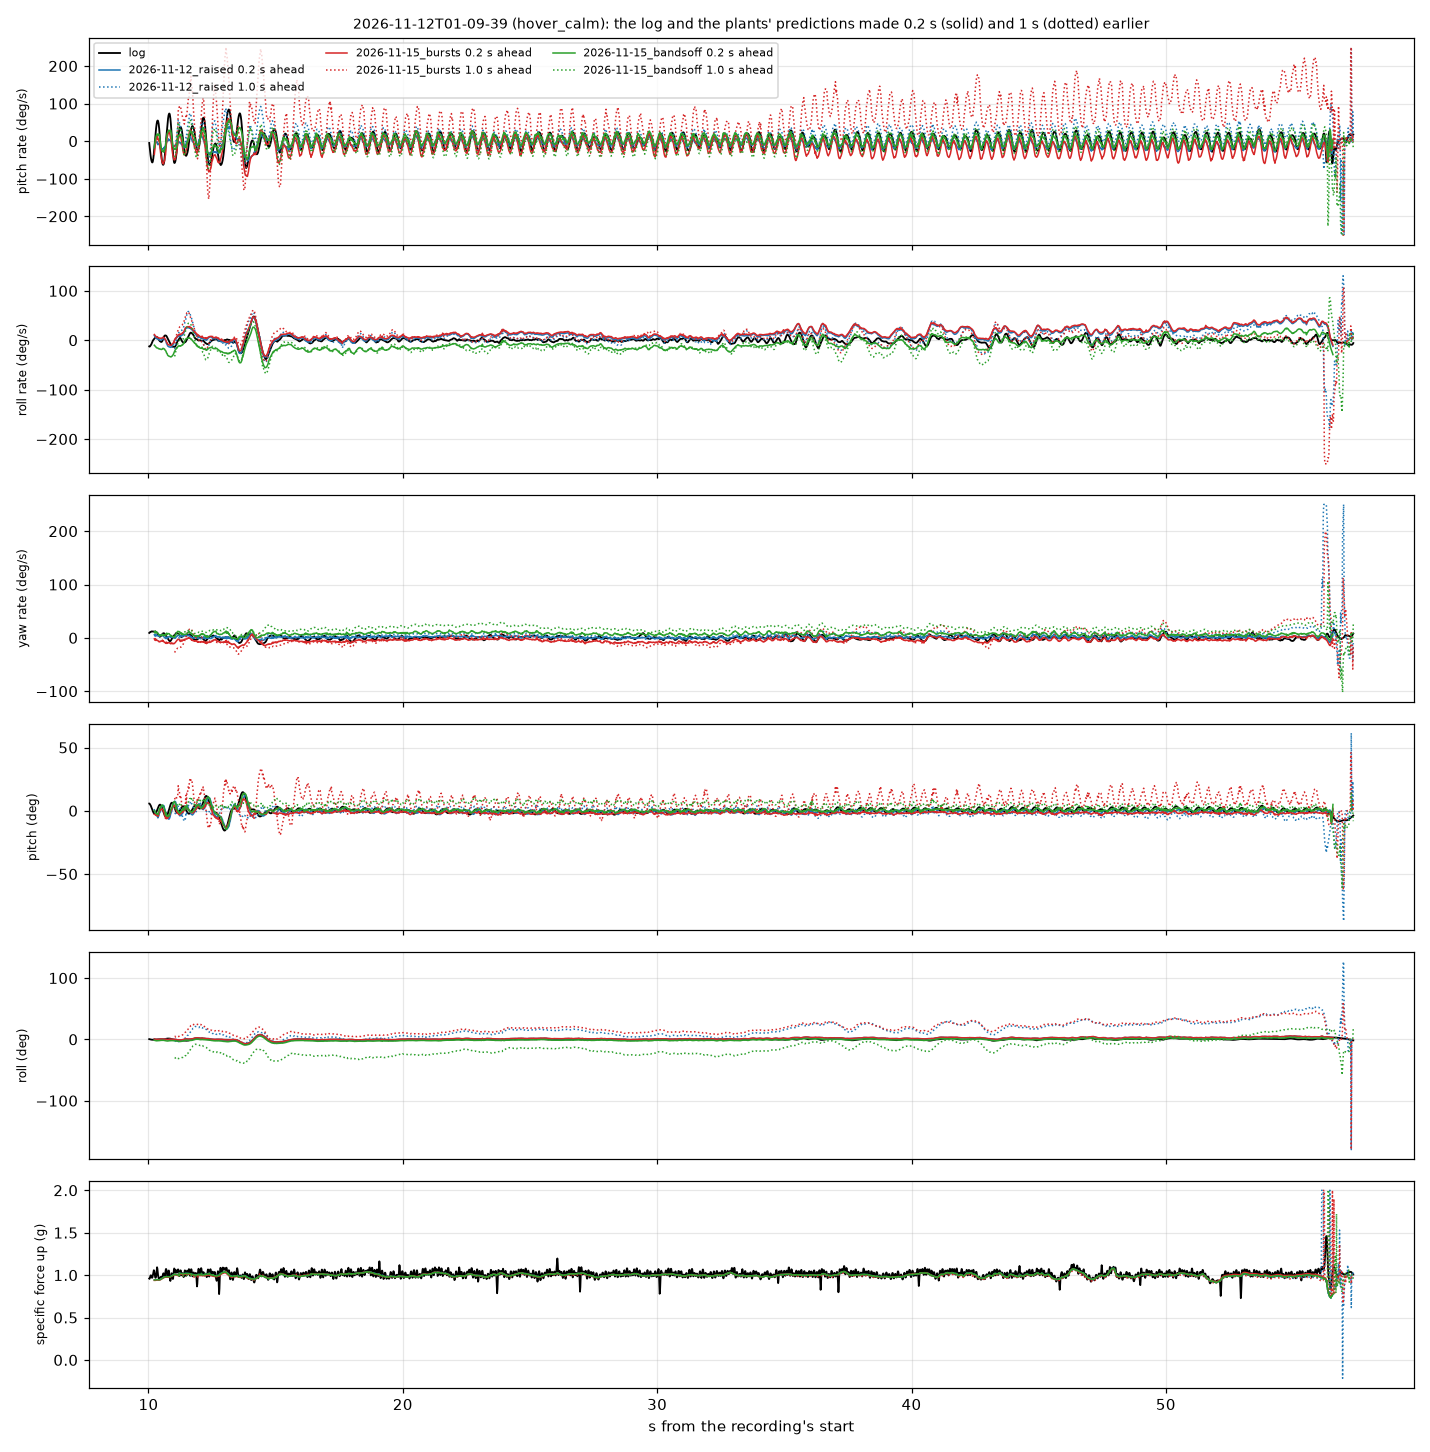 2026-11-12T01-09-39 (hover_calm): the log and the plants' predictions made 0.2 s (solid) and 1 s (dotted) earlier
log
2026-11-12_raised 0.2 s ahead
2026-11-12_raised 1.0 s ahead
2026-11-15_bursts 0.2 s ahead
2026-11-15_bursts 1.0 s ahead
2026-11-15_bandsoff 0.2 s ahead
2026-11-15_bandsoff 1.0 s ahead
pitch rate (deg/s)
200
100
0
−100
−200
roll rate (deg/s)
100
0
−100
−200
yaw rate (deg/s)
200
100
0
−100
pitch (deg)
50
0
−50
roll (deg)
100
0
−100
specific force up (g)
2.0
1.5
1.0
0.5
0.0
10
20
30
40
50
s from the recording's start